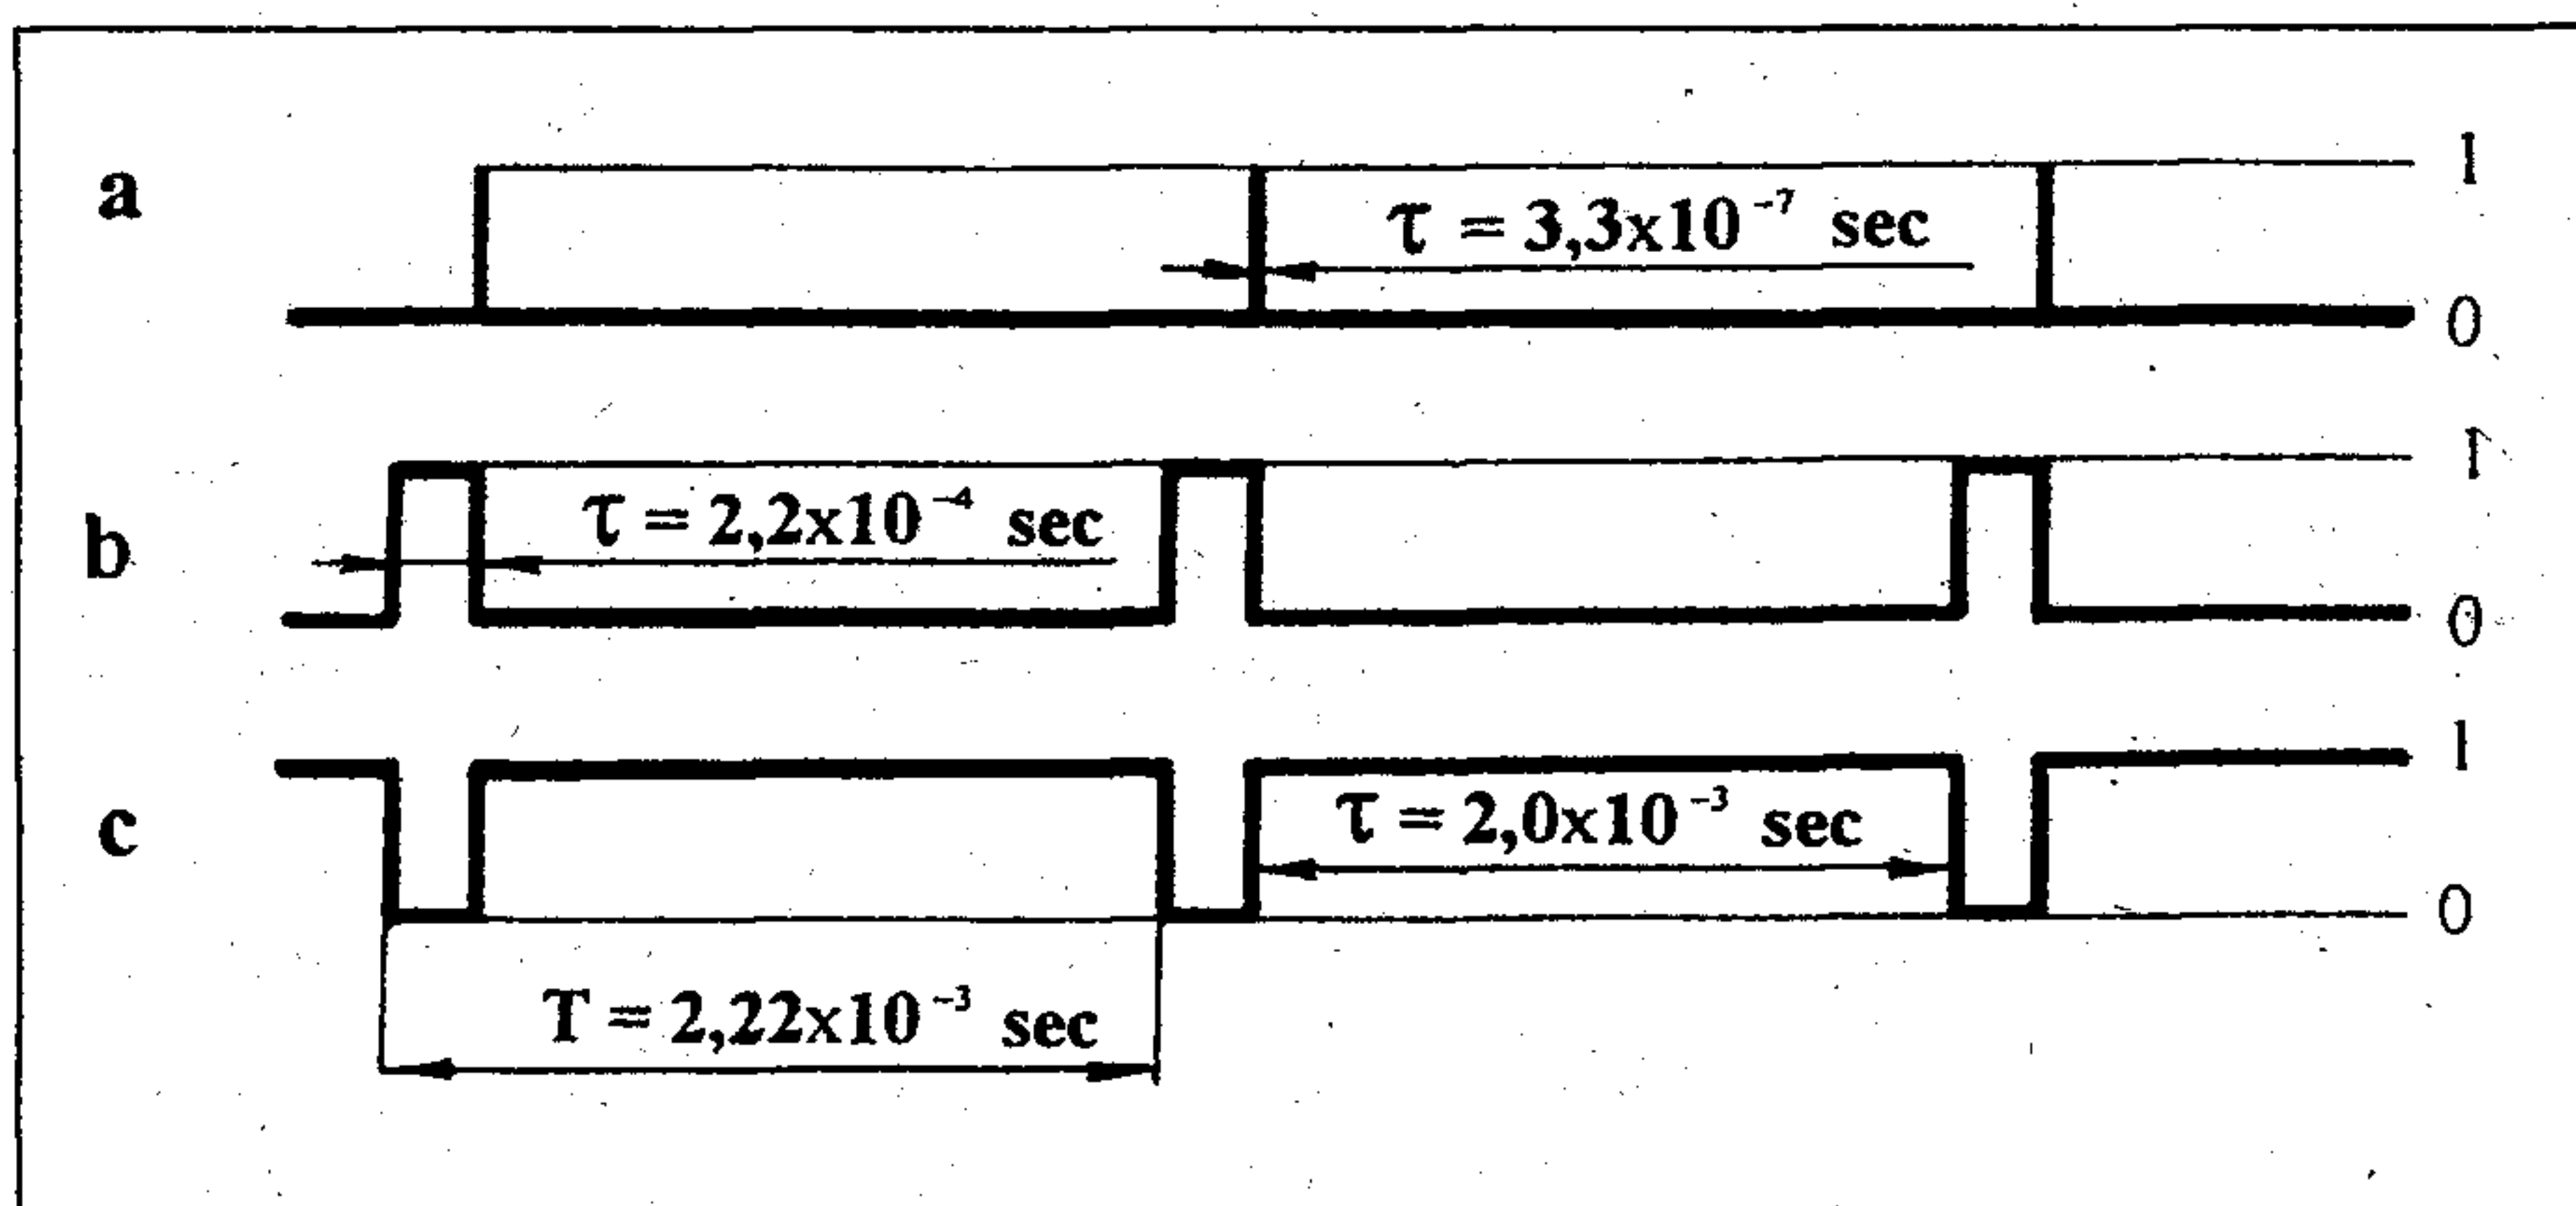 1
a
τ = 3,3x10⁻⁷ sec
0
1
τ = 2,2x10⁻⁴ sec
b
0
1
τ = 2,0x10⁻³ sec
c
0
T = 2,22x10⁻³ sec